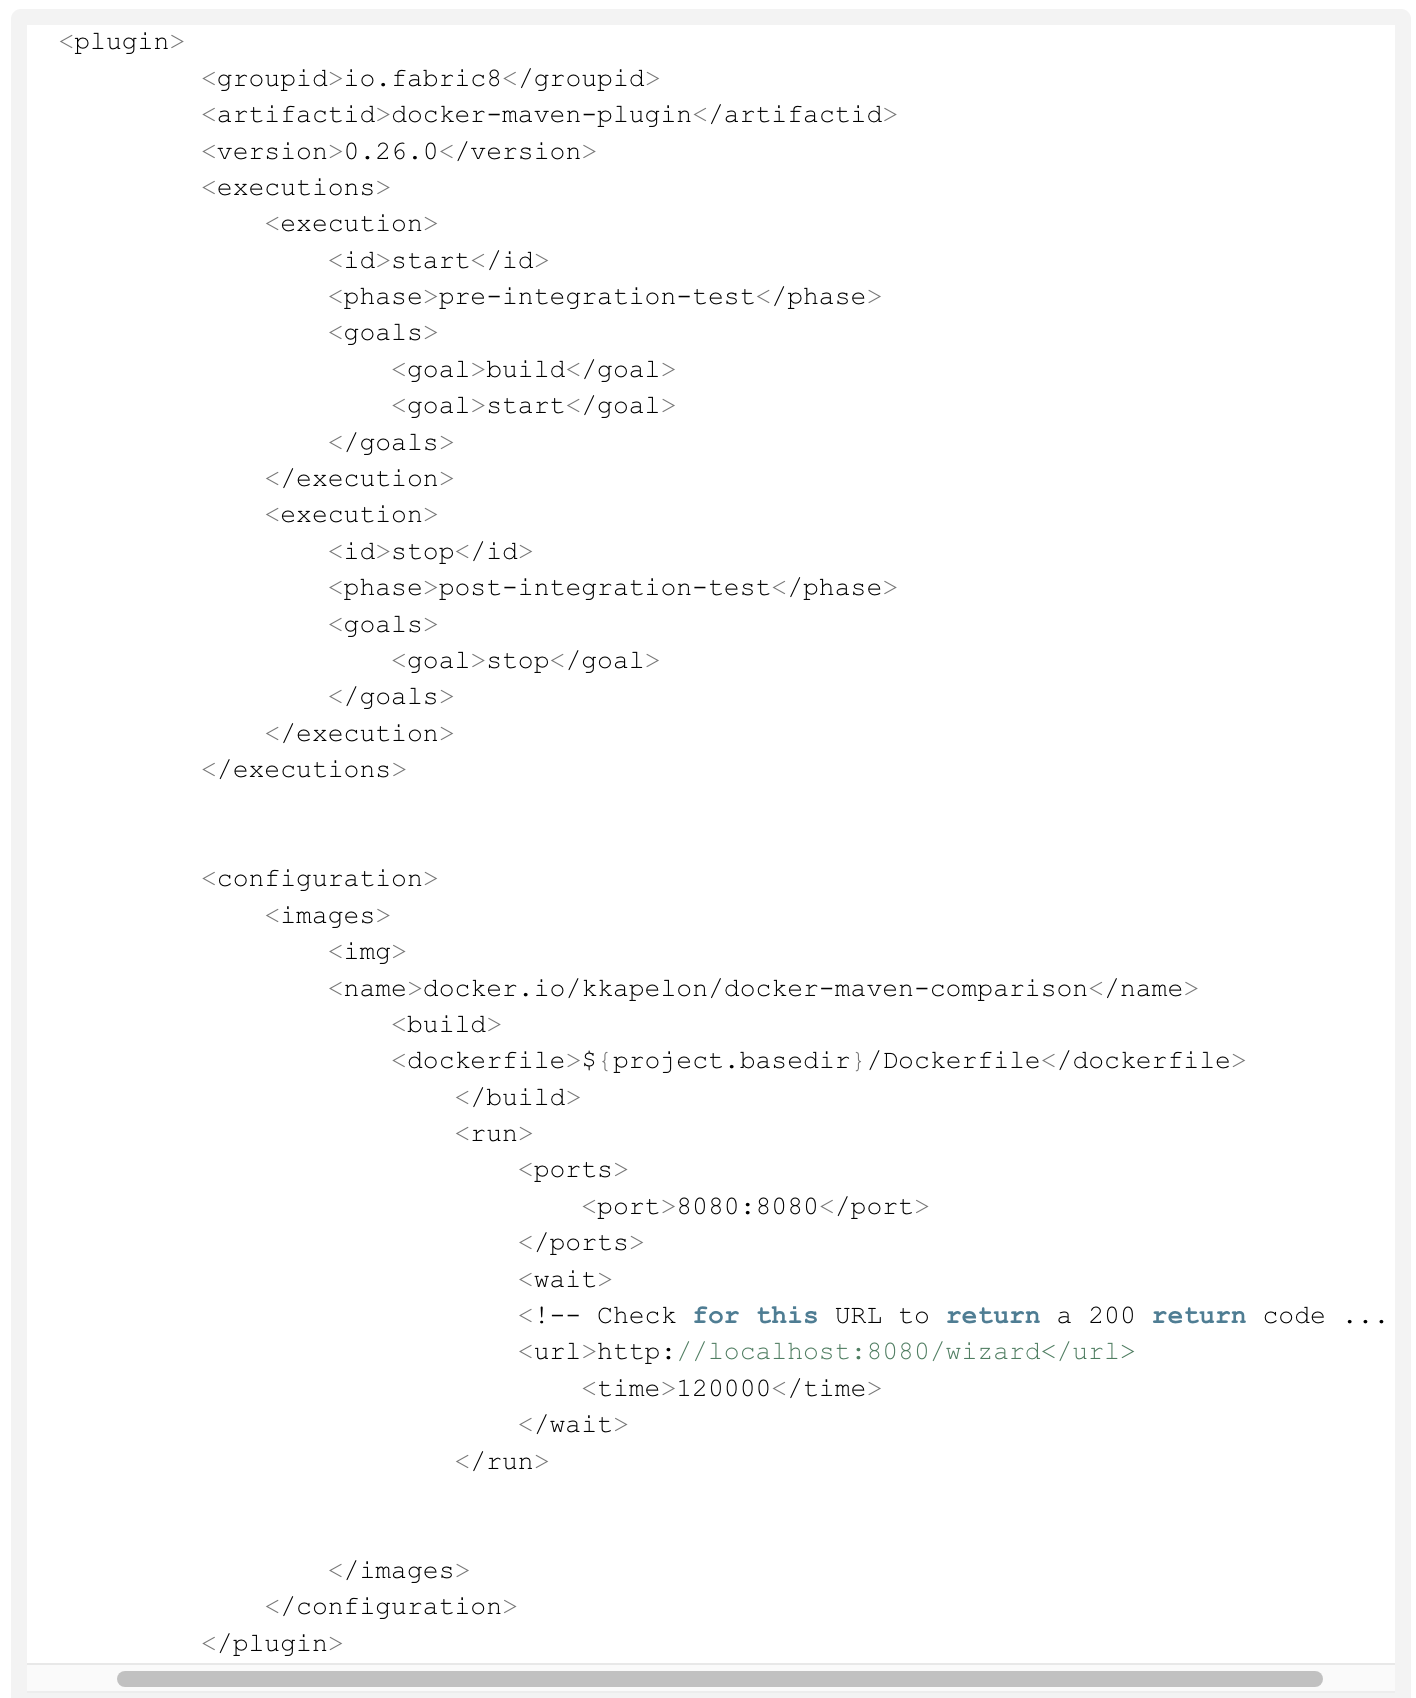 <plugin>
<groupid>io.fabric8</groupid>
<artifactid>docker-maven-plugin</artifactid>
<version>0.26.0</version>
<executions>
<execution>
<id>start</id>
<phase>pre-integration-test</phase>
<goals>
<goal>build</goal>
<goal>start</goal>
</goals>
</execution>
<execution>
<id>stop</id>
<phase>post-integration-test</phase>
<goals>
<goal>stop</goal>
</goals>
</execution>
</executions>
<configuration>
<images>
<img>
<name>docker.io/kkapelon/docker-maven-comparison</name>
<build>
<dockerfile>${project.basedir}/Dockerfile</dockerfile>
</build>
<run>
<ports>
<port>8080:8080</port>
</ports>
<wait>
<!-- Check for this URL to return a 200 return code ...
<url>http://localhost:8080/wizard</url>
<time>120000</time>
</wait>
</run>
</images>
</configuration>
</plugin>